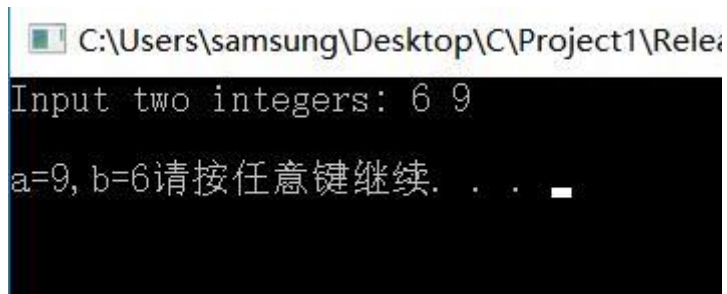 C:\Users\samsung\Desktop\C\Project1\Relea
Input two integers: 6 9
a=9,b=6请按任意键继续. . .